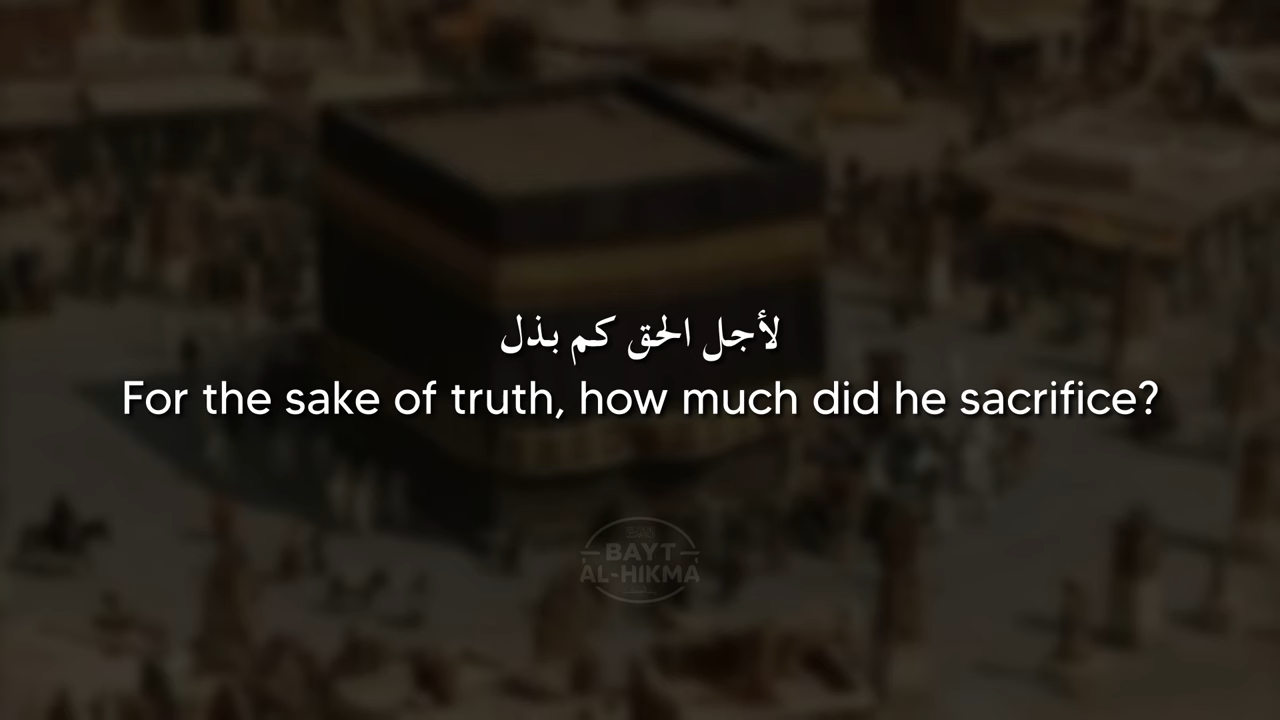 لأجل الحق كم بذل
For the sake of truth, how much did he sacrifice?
BAYT
AL-HIKMA